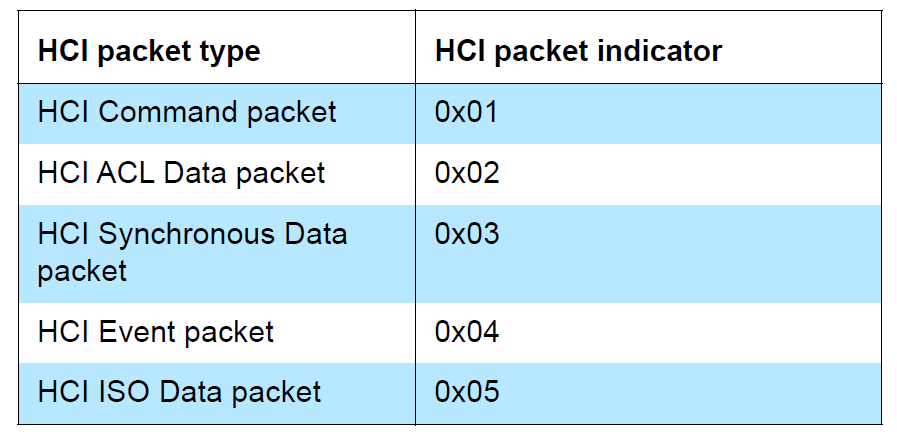 HCI packet type HCI packet indicator
HCI Command packet 0x01
HCI ACL Data packet 0x02
HCI Synchronous Data 0x03
packet
HCI Event packet 0x04
HCI ISO Data packet 0x05